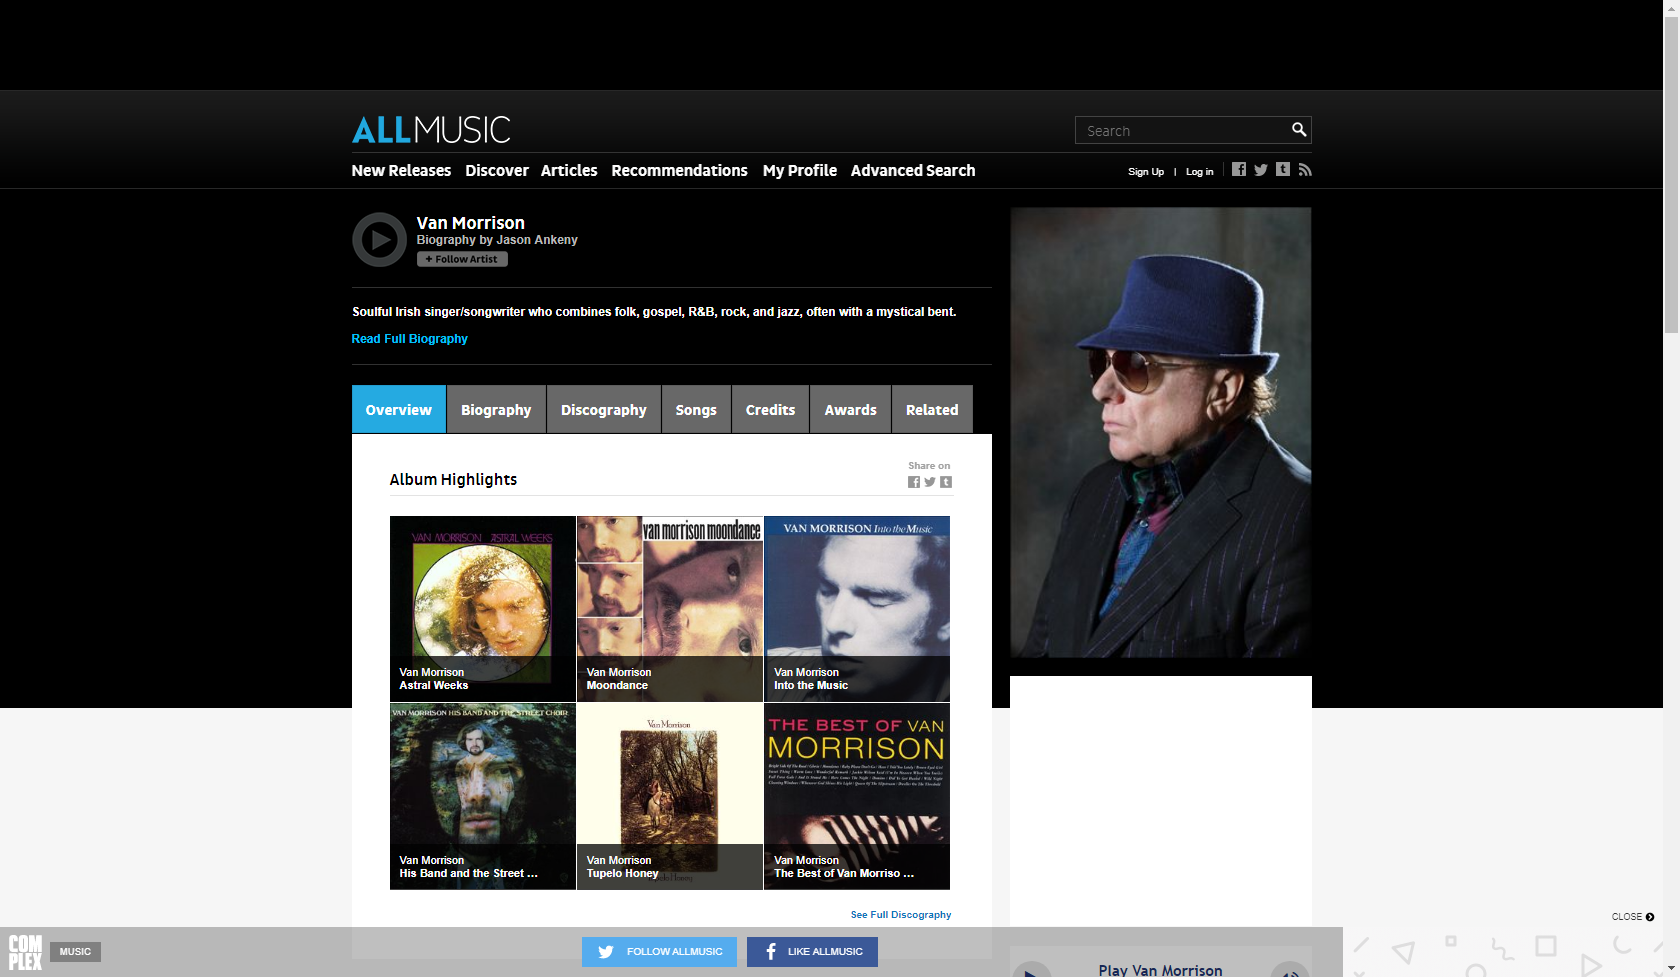 ALLMUSIC
Search
New Releases Discover Articles Recommendations My Profile Advanced Search
Sign Up | Log in
Van Morrison
Biography by Jason Ankeny
+ Follow Artist
Soulful Irish singer/songwriter who combines folk, gospel, R&B, rock, and jazz, often with a mystical bent.
Read Full Biography
Overview Biography Discography Songs Credits Awards Related
Album Highlights
Share on
VAN MORRISON ASTRAL WEEKS
Van Morrison
Astral Weeks
van morrison moondance
Van Morrison
Moondance
VAN MORRISON Into the Music
Van Morrison
Into the Music
VAN MORRISON HIS BAND AND THE STREET CHOIR
Van Morrison
His Band and the Street ...
Van Morrison
Van Morrison
Tupelo Honey
THE BEST OF VAN
MORRISON
Van Morrison
The Best of Van Morriso ...
See Full Discography
CLOSE
COM
PLEX
MUSIC
FOLLOW ALLMUSIC
LIKE ALLMUSIC
Play Van Morrison